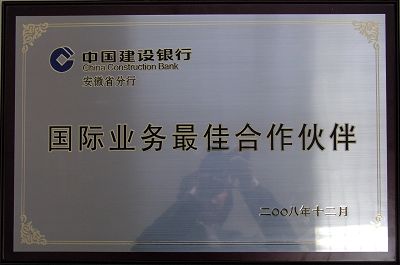 中国建设银行
China Construction Bank
安徽省分行
国际业务最佳合作伙伴
二〇〇八年十二月